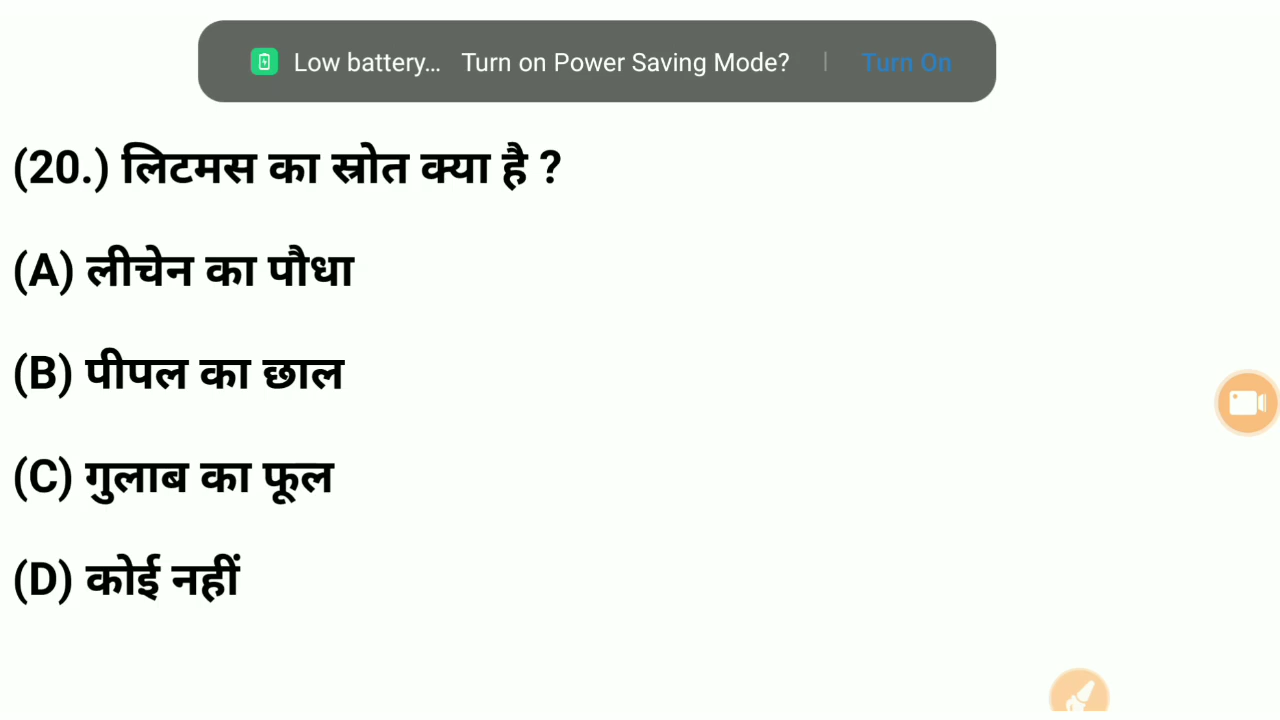 Low battery... Turn on Power Saving Mode? | Turn On
(20.) लिटमस का स्रोत क्या है ?
(A) लीचेन का पौधा
(B) पीपल का छाल
(C) गुलाब का फूल
(D) कोई नहीं